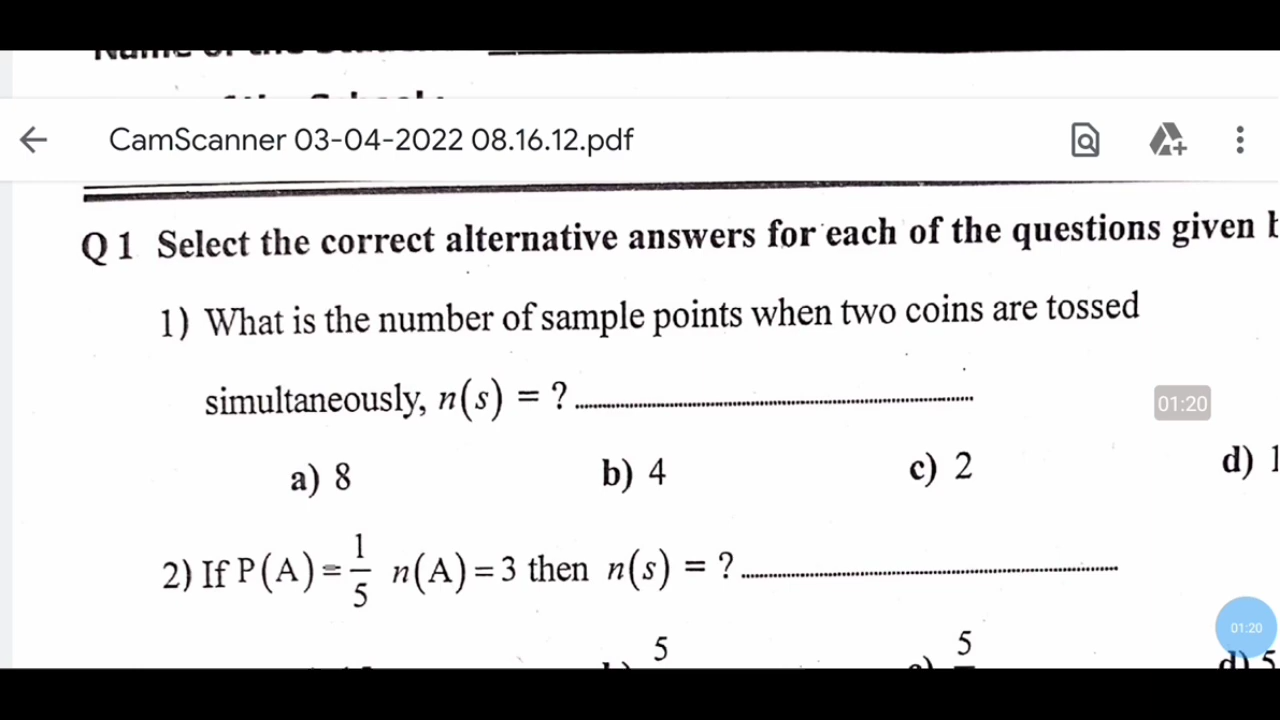 CamScanner 03-04-2022 08.16.12.pdf
Q 1 Select the correct alternative answers for each of the questions given
1) What is the number of sample points when two coins are tossed
simultaneously, n(s) = ? ........................
01:20
a) 8 b) 4 c) 2 d) 1
2) If P(A) = 1/5 n(A) = 3 then n(s) = ? ........................
01:20
5 5 d) 5